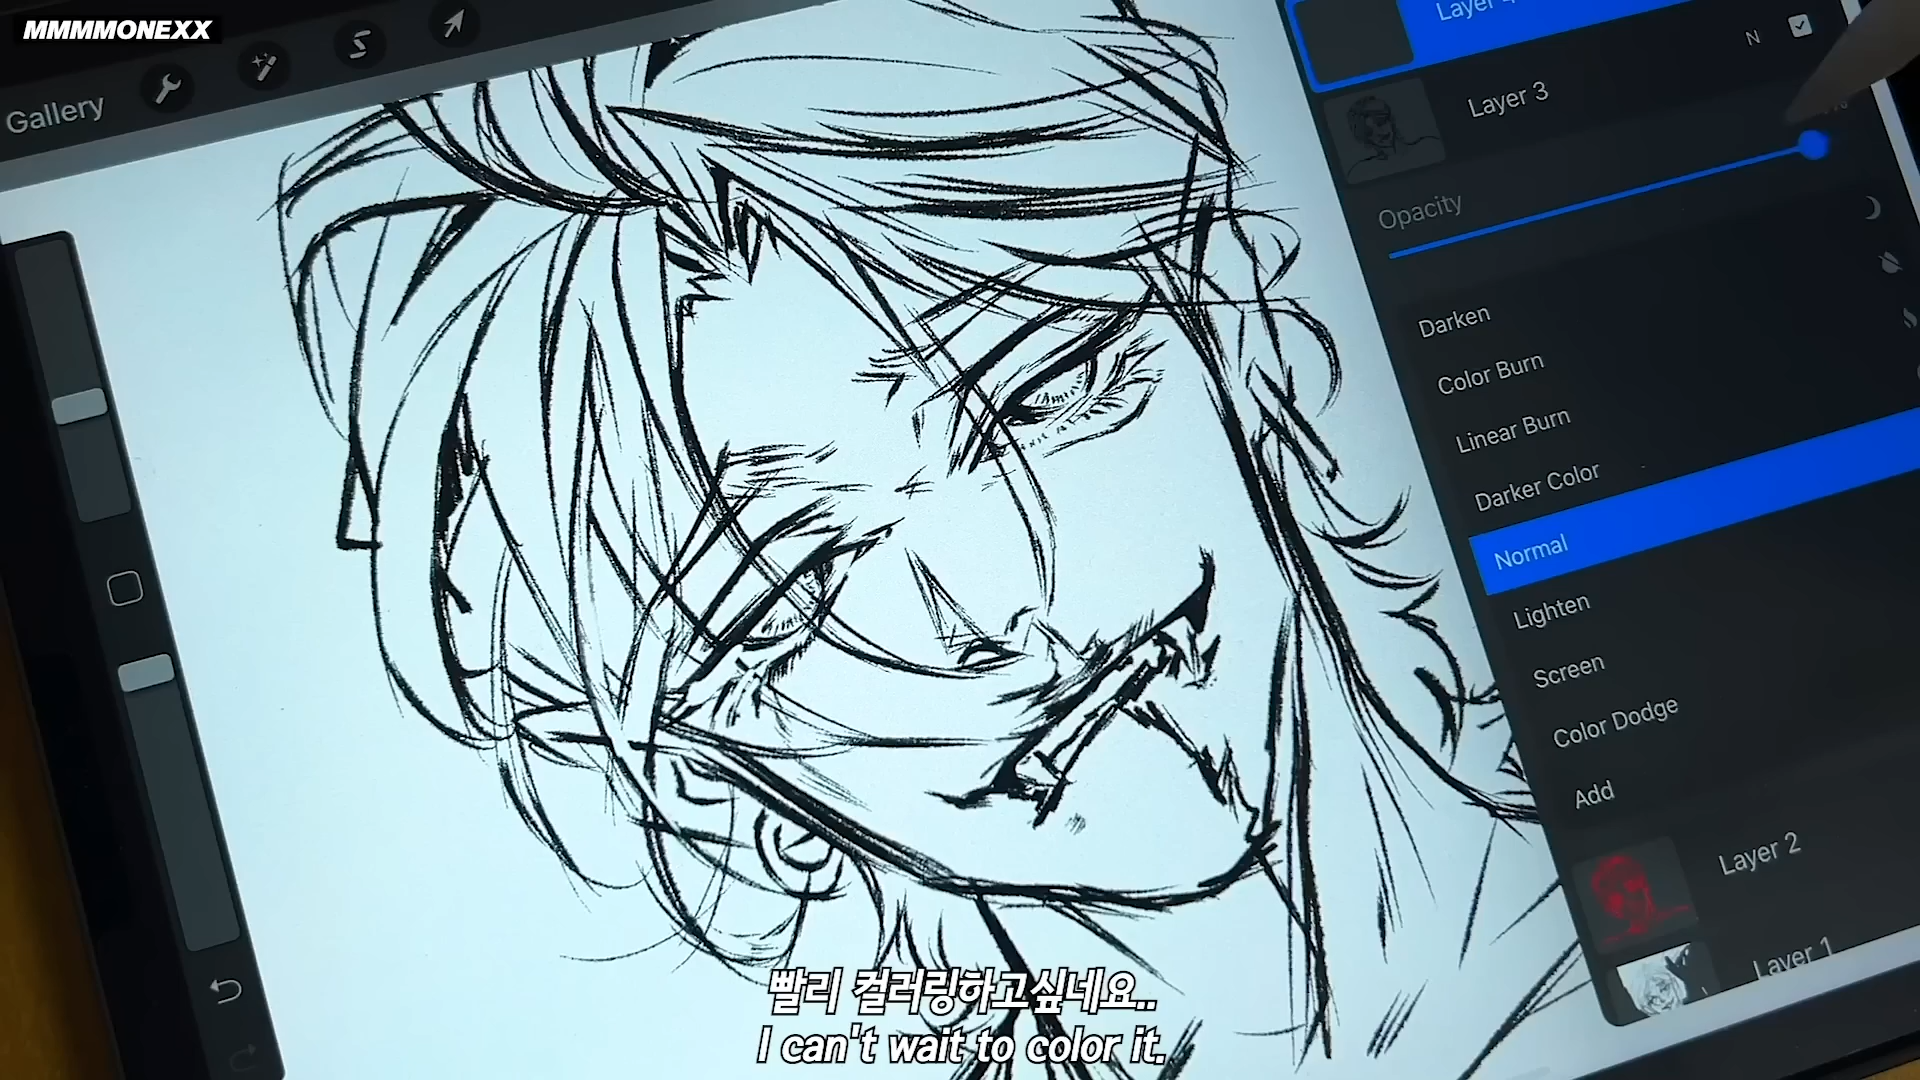 MMMMONEXX
Gallery
Layer
N
Layer 3
Opacity
Darken
Color Burn
Linear Burn
Darker Color
Normal
Lighten
Screen
Color Dodge
Add
Layer 2
Layer 1
빨리 컬러링하고싶네요..
I can't wait to color it.